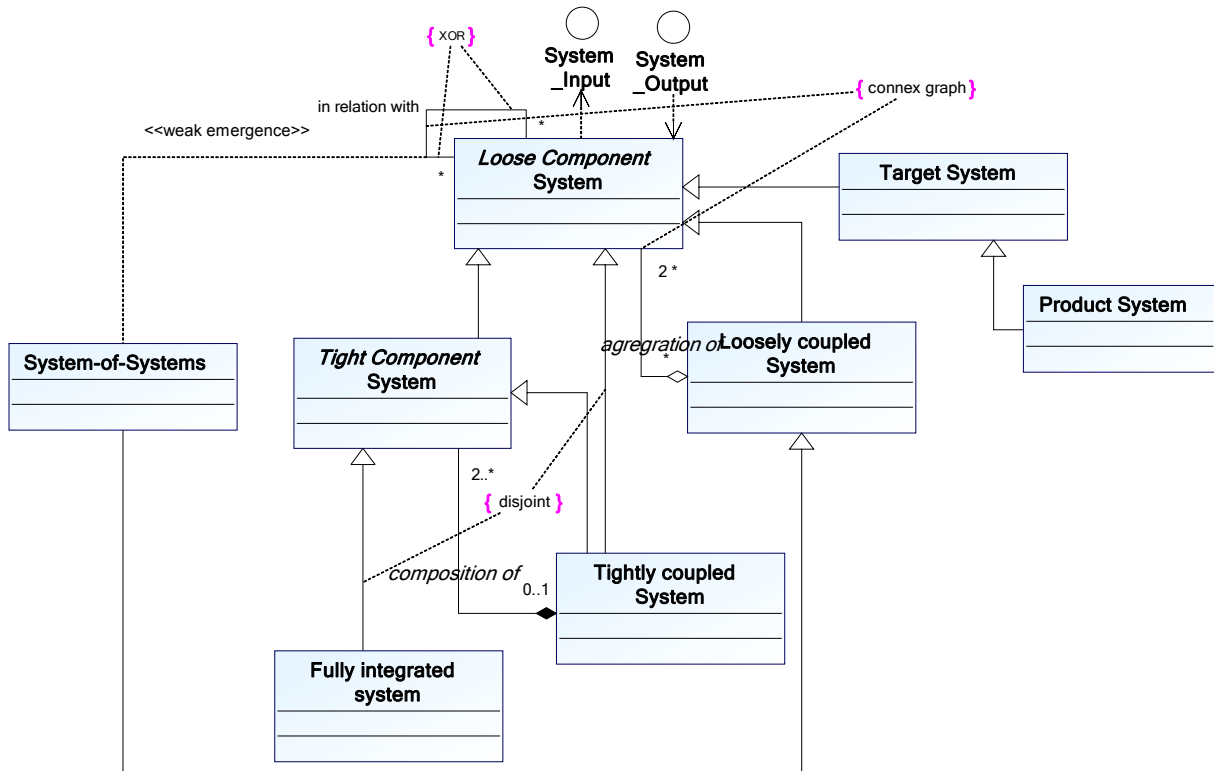 { XOR }
System
_Input
System
_Output
{ connex graph }
in relation with
*
<<weak emergence>>
*
Loose Component
System
Target System
2 *
Product System
System-of-Systems
Tight Component
System
agregration of
*
Loosely coupled
System
2..*
{ disjoint }
composition of
0..1
Tightly coupled
System
Fully integrated
system